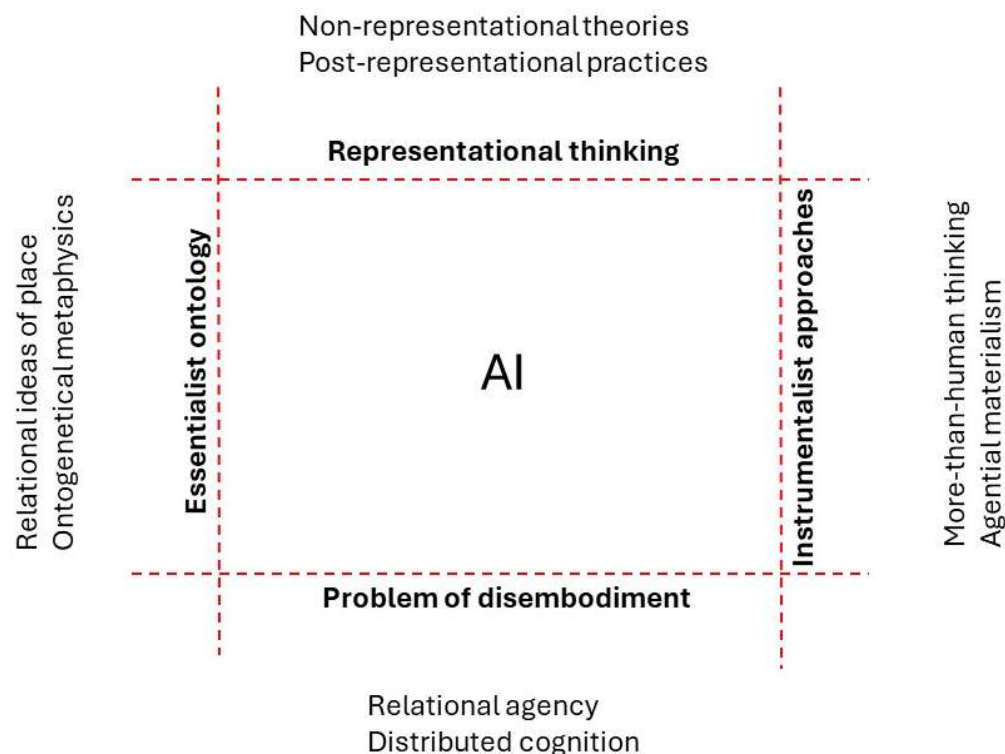 Non-representational theories
Post-representational practices
Representational thinking
Relational ideas of place
Ontogenetical metaphysics
Essentialist ontology
AI
Instrumentalist approaches
More-than-human thinking
Agential materialism
Problem of disembodiment
Relational agency
Distributed cognition